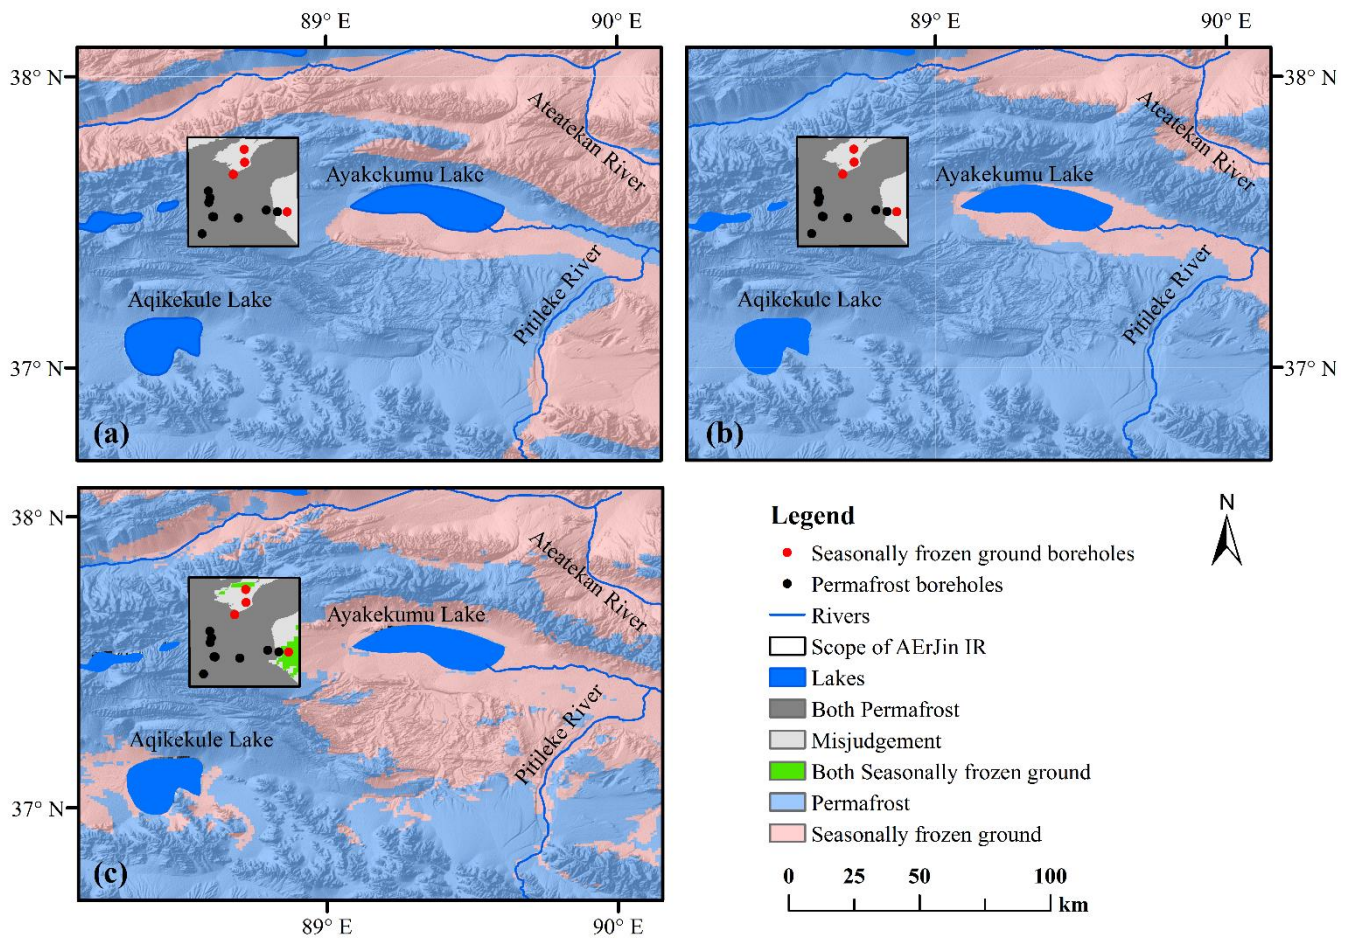 89° E
90° E
89° E
90° E
38° N
38° N
Ateatekan River
Ateatekan River
Ayakekumu Lake
Ayakekumu Lake
Aqikekule Lake
Aqikekule Lake
Pitileke River
Pitileke River
37° N
37° N
(a)
(b)
38° N
Ateatekan River
Ayakekumu Lake
Aqikekule Lake
Pitileke River
37° N
(c)
89° E
90° E
N
Legend
Seasonally frozen ground boreholes
Permafrost boreholes
Rivers
Scope of AErJin IR
Lakes
Both Permafrost
Misjudgement
Both Seasonally frozen ground
Permafrost
Seasonally frozen ground
0 25 50 100
km